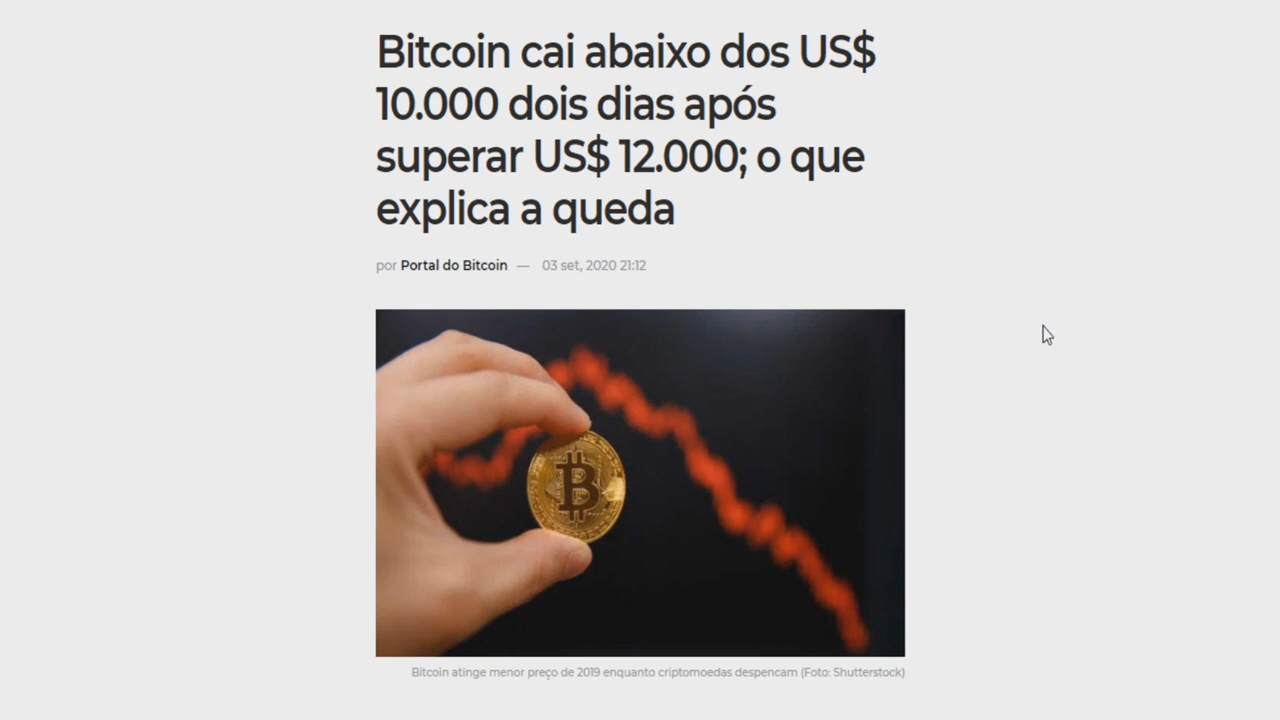 Bitcoin cai abaixo dos US$
10.000 dois dias após
superar US$ 12.000; o que
explica a queda
por Portal do Bitcoin — 03 set, 2020 21:12
Bitcoin atinge menor preço de 2019 enquanto criptomoedas despencam (Foto: Shutterstock)